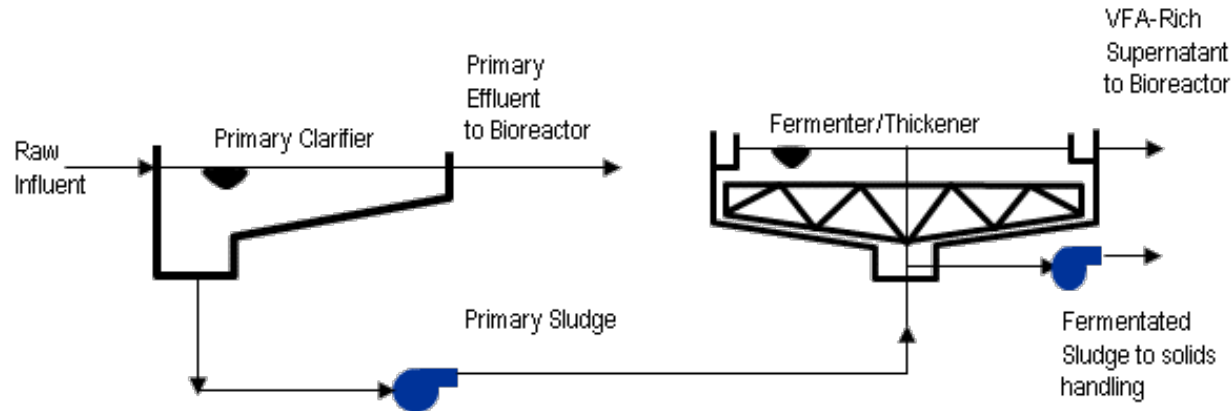 VFA-Rich
Supernatant
to Bioreactor
Primary
Effluent
to Bioreactor
Primary Clarifier
Fermenter/Thickener
Raw
Influent
Primary Sludge
Fermentated
Sludge to solids
handling